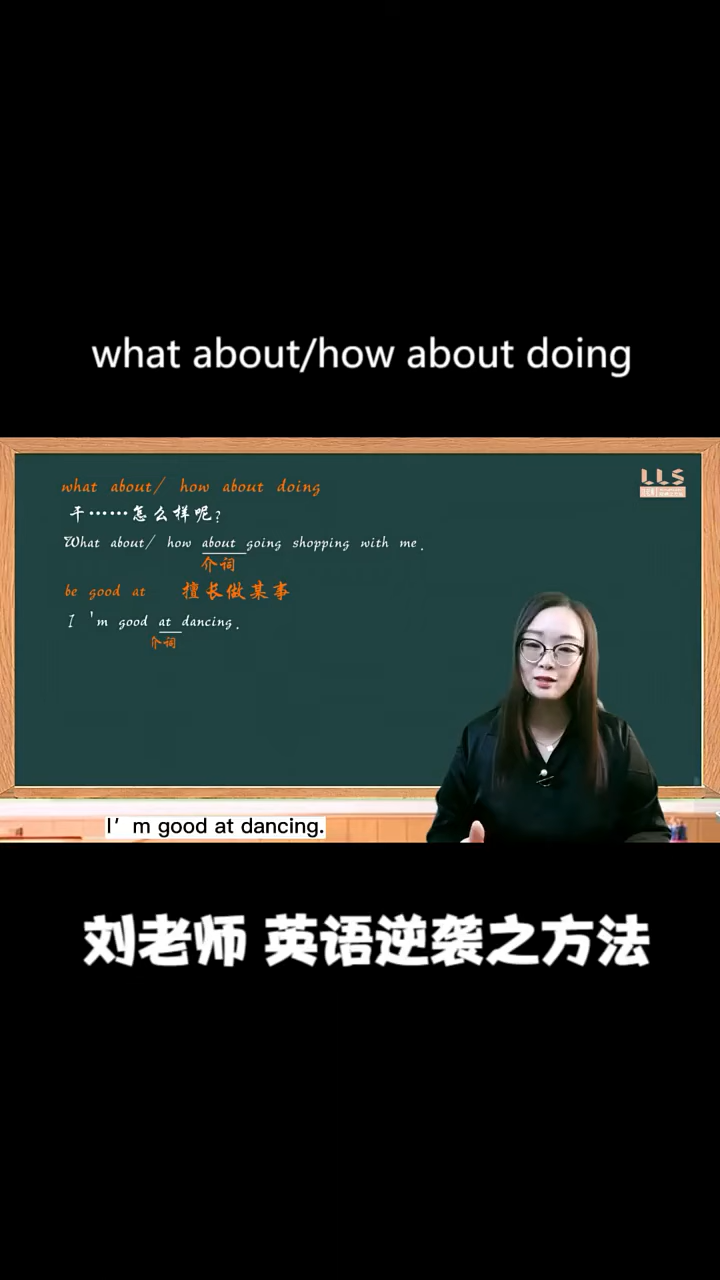 what about/how about doing
what about/ how about doing
LLS
干……怎么样呢?
What about/ how about going shopping with me.
介词
be good at 擅长做某事
I 'm good at dancing.
介词
I’m good at dancing.
刘老师 英语逆袭之方法